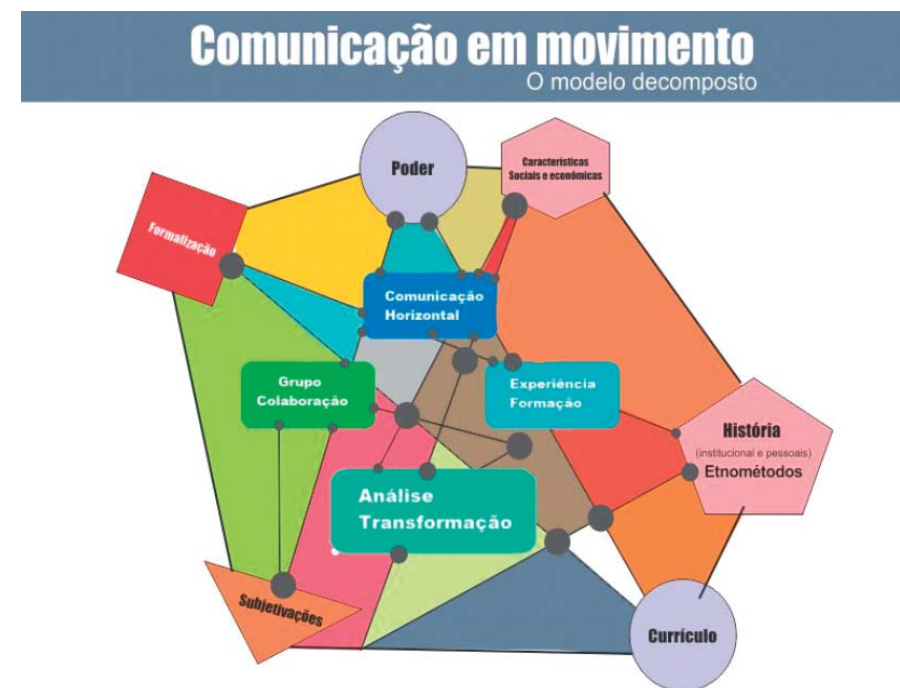 Comunicação em movimento
O modelo decomposto
Poder
Características
Sociais e econômicas
Formalização
Comunicação
Horizontal
Grupo
Colaboração
Experiência
Formação
História
(institucional e pessoais)
Etnométodos
Análise
Transformação
Subjetivações
Currículo